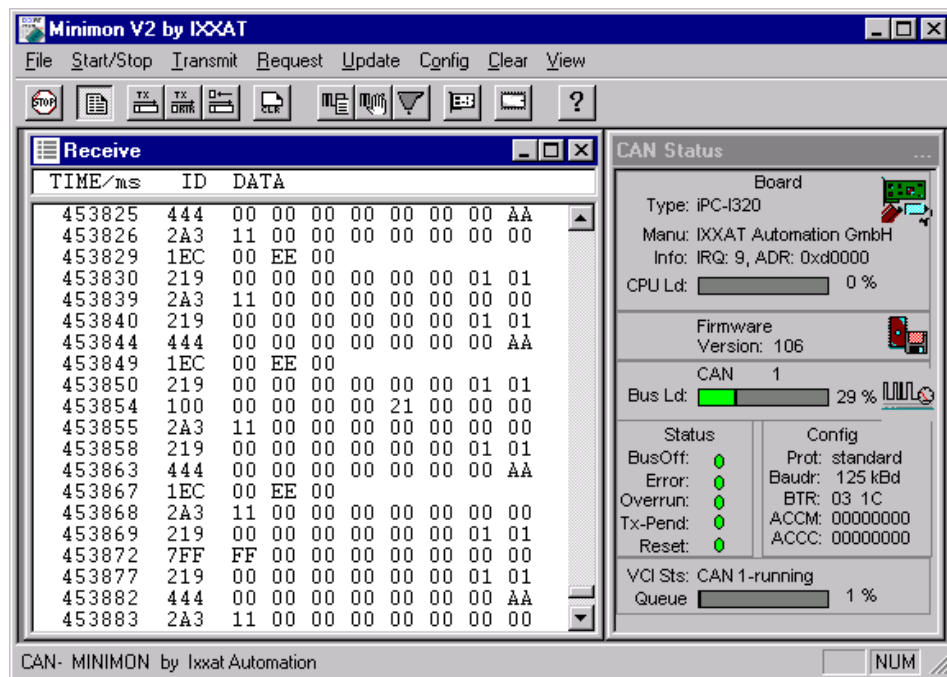 Minimon V2 by IXXAT
File Start/Stop Transmit Request Update Config Clear View
STOP TX TX DRTR CLR ?
Receive
TIME/ms ID DATA
453825 444 00 00 00 00 00 00 00 AA
453826 2A3 11 00 00 00 00 00 00 00
453829 1EC 00 EE 00
453830 219 00 00 00 00 00 00 01 01
453839 2A3 11 00 00 00 00 00 00 00
453840 219 00 00 00 00 00 00 01 01
453844 444 00 00 00 00 00 00 00 AA
453849 1EC 00 EE 00
453850 219 00 00 00 00 00 00 01 01
453854 100 00 00 00 00 21 00 00 00
453855 2A3 11 00 00 00 00 00 00 00
453858 219 00 00 00 00 00 00 01 01
453863 444 00 00 00 00 00 00 00 AA
453867 1EC 00 EE 00
453868 2A3 11 00 00 00 00 00 00 00
453869 219 00 00 00 00 00 00 01 01
453872 7FF FF 00 00 00 00 00 00 00
453877 219 00 00 00 00 00 00 01 01
453882 444 00 00 00 00 00 00 00 AA
453883 2A3 11 00 00 00 00 00 00 00
CAN Status ...
Board
Type: iPC-I320
Manu: IXXAT Automation GmbH
Info: IRQ: 9, ADR: 0xd0000
CPU Ld: 0 %
Firmware
Version: 106
CAN 1
Bus Ld: 29 %
Status
BusOff:
Error:
Overrun:
Tx-Pend:
Reset:
Config
Prot: standard
Baudr: 125 kBd
BTR: 03 1C
ACCM: 00000000
ACCC: 00000000
VCI Sts: CAN 1-running
Queue 1 %
CAN- MINIMON by Ixxat Automation
NUM